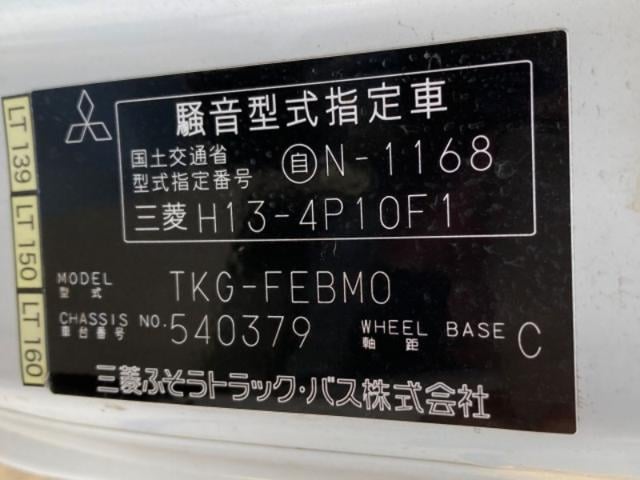 騒音型式指定車
国土交通省
型式指定番号
自 N-1168
三菱 H13-4P10F1
MODEL
型式
TKG-FEBM0
CHASSIS NO.
車台番号
540379
WHEEL BASE
軸距
C
三菱ふそうトラック・バス株式会社
LT 139
LT 150
LT 160